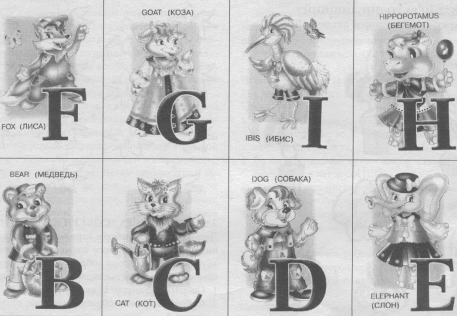 FOX (ЛИСА)
F
GOAT (КОЗА)
G
IBIS (ИБИС)
I
HIPPOPOTAMUS
(БЕГЕМОТ)
H
BEAR (МЕДВЕДЬ)
B
CAT (КОТ)
C
DOG (СОБАКА)
D
ELEPHANT
(СЛОН)
E